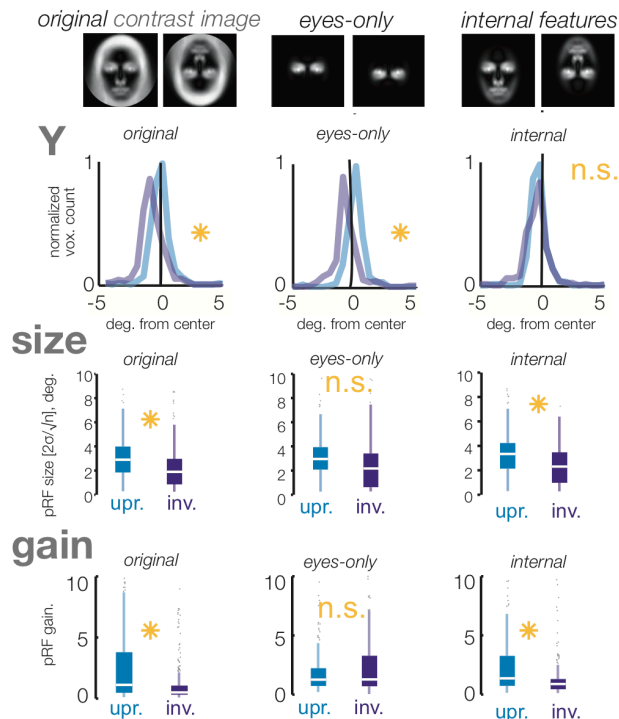 original contrast image eyes-only internal features
Y original eyes-only internal
1 1 1 n.s.
normalized
vox. count
0 0 0
-5 0 5 -5 0 5 -5 0 5
deg. from center deg. from center deg. from center
size
original eyes-only internal
n.s.
pRF size [2σ/√n], deg.
10 10 10
8 8 8
6 6 6
4 4 4
2 2 2
0 0 0
upr. inv. upr. inv. upr. inv.
gain
original eyes-only internal
n.s.
pRF gain.
10 10 10
5 5 5
0 0 0
upr. inv. upr. inv. upr. inv.